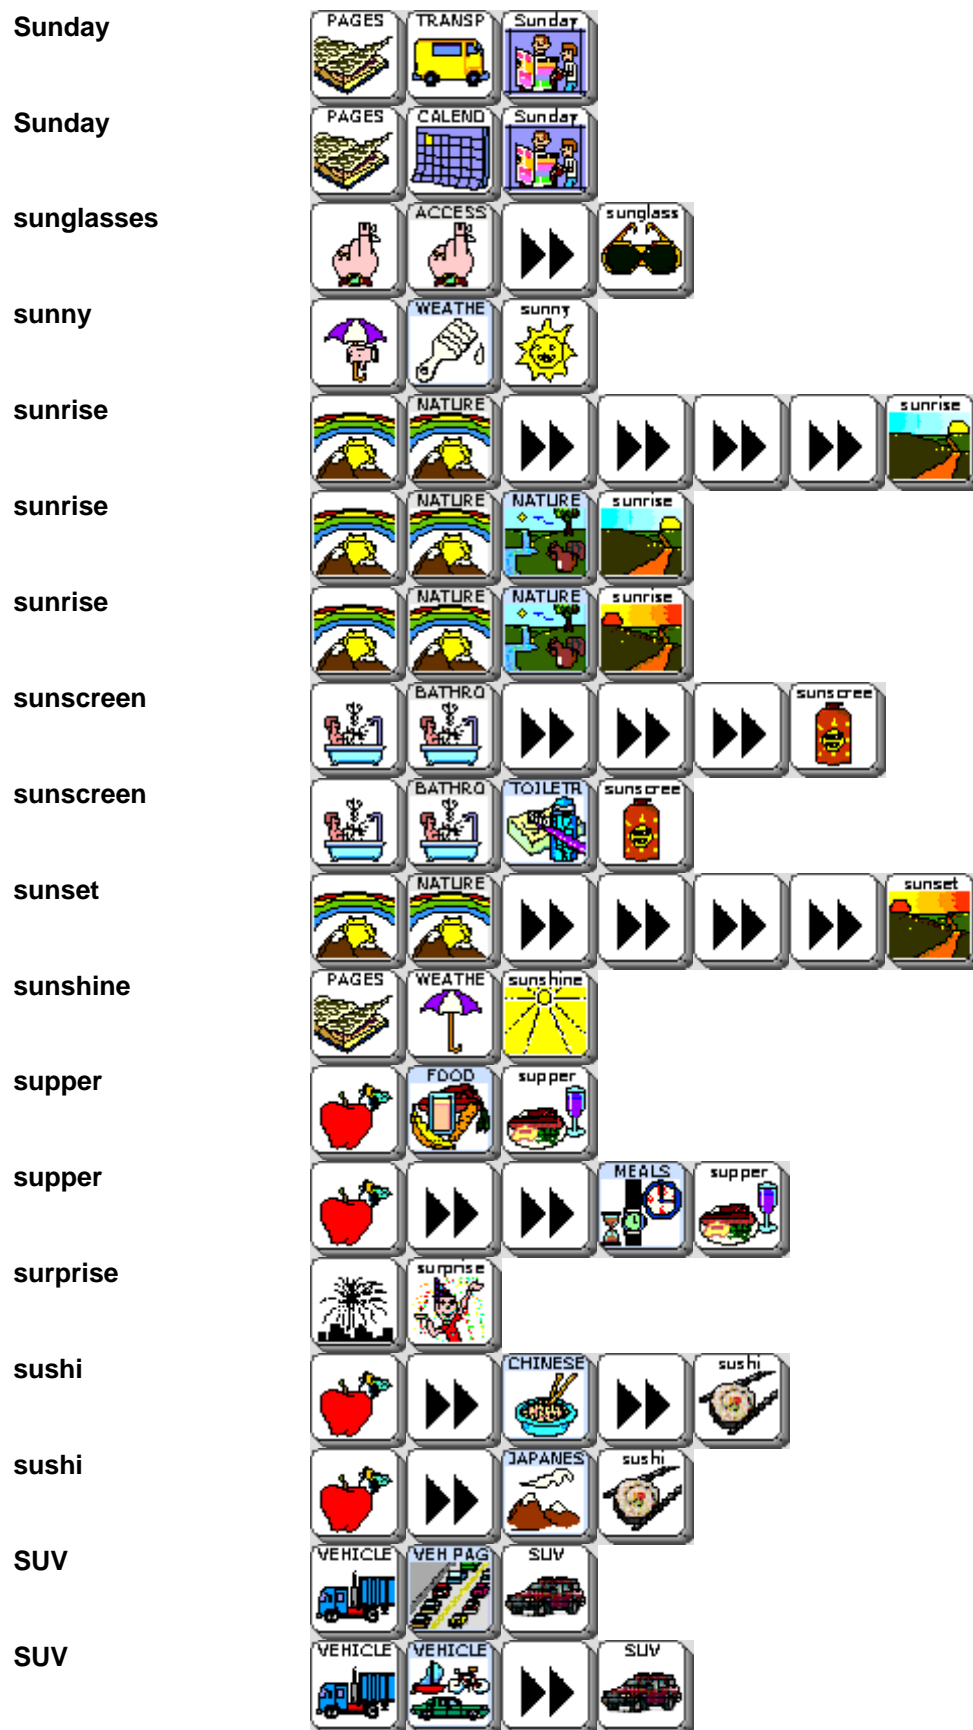 Sunday PAGES TRANSP Sunday
Sunday PAGES CALEND Sunday
sunglasses ACCESS sunglass
sunny WEATHE sunny
sunrise NATURE sunrise
sunrise NATURE NATURE sunrise
sunrise NATURE NATURE sunrise
sunscreen BATHRO sunscree
sunscreen BATHRO TOILETR sunscree
sunset NATURE sunset
sunshine PAGES WEATHE sunshine
supper FOOD supper
supper MEALS supper
surprise surprise
sushi CHINESE sushi
sushi JAPANES sushi
SUV VEHICLE VEH PAG SUV
SUV VEHICLE VEHICLE SUV